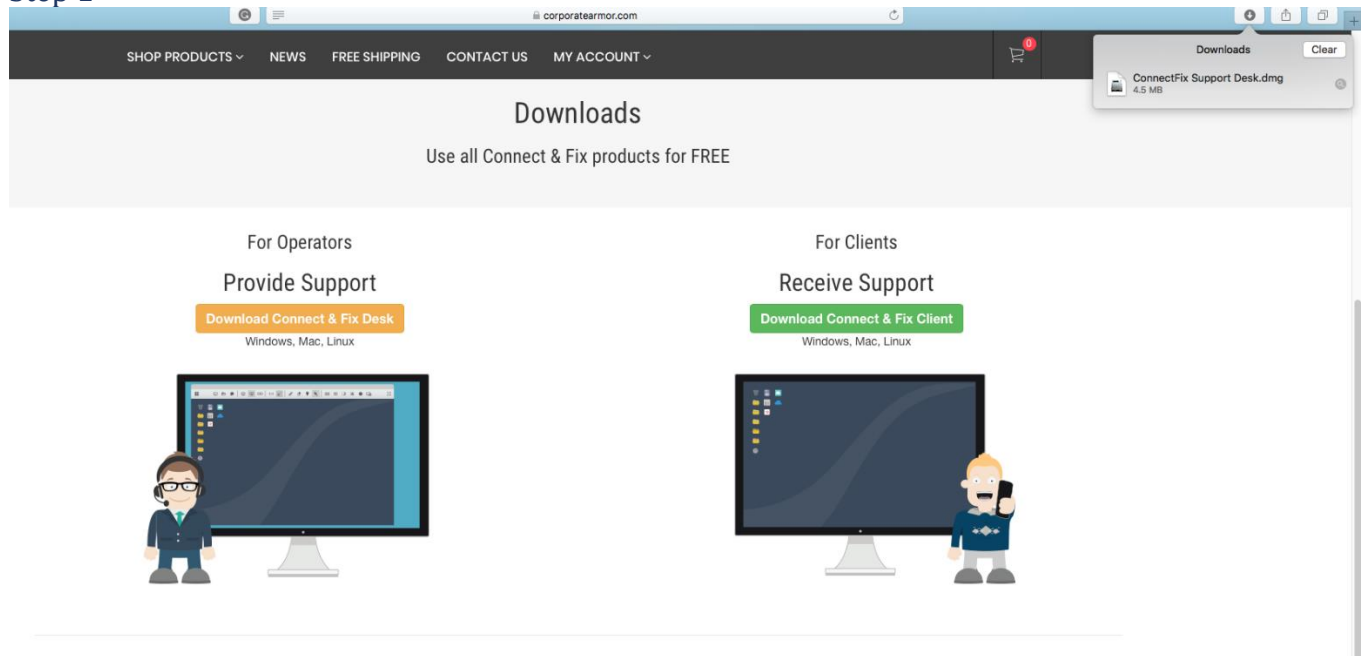 corporatearmor.com
SHOP PRODUCTS NEWS FREE SHIPPING CONTACT US MY ACCOUNT 0
Downloads Clear
ConnectFix Support Desk.dmg
4.5 MB
Downloads
Use all Connect & Fix products for FREE
For Operators
Provide Support
Download Connect & Fix Desk
Windows, Mac, Linux
For Clients
Receive Support
Download Connect & Fix Client
Windows, Mac, Linux